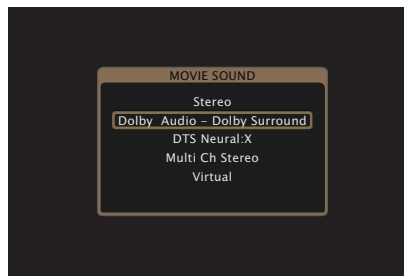 MOVIE SOUND
Stereo
Dolby Audio – Dolby Surround
DTS Neural:X
Multi Ch Stereo
Virtual